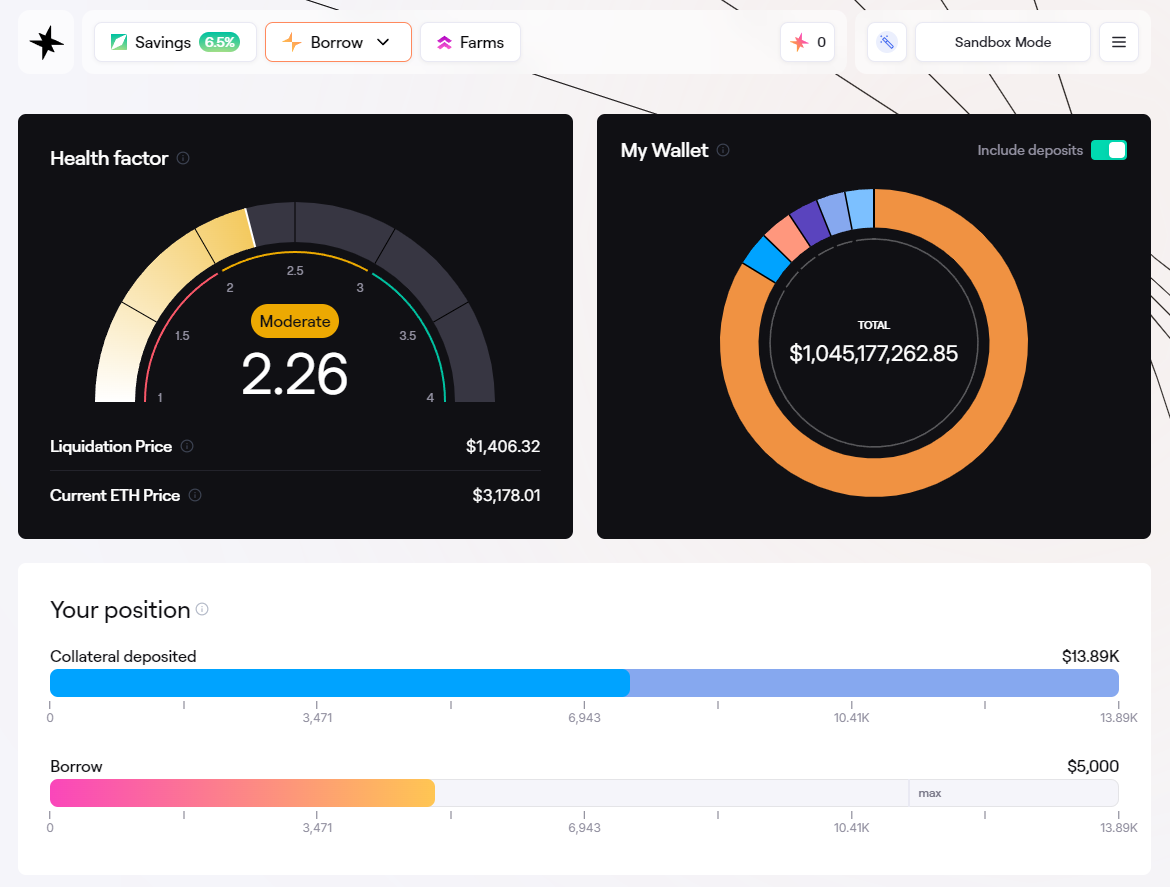 Savings 6.5% Borrow Farms 0 Sandbox Mode
Health factor
2.5
2 3
1.5 3.5
1 4
Moderate
2.26
Liquidation Price $1,406.32
Current ETH Price $3,178.01
My Wallet Include deposits
TOTAL
$1,045,177,262.85
Your position
Collateral deposited $13.89K
0 3,471 6,943 10.41K 13.89K
Borrow $5,000
max
0 3,471 6,943 10.41K 13.89K